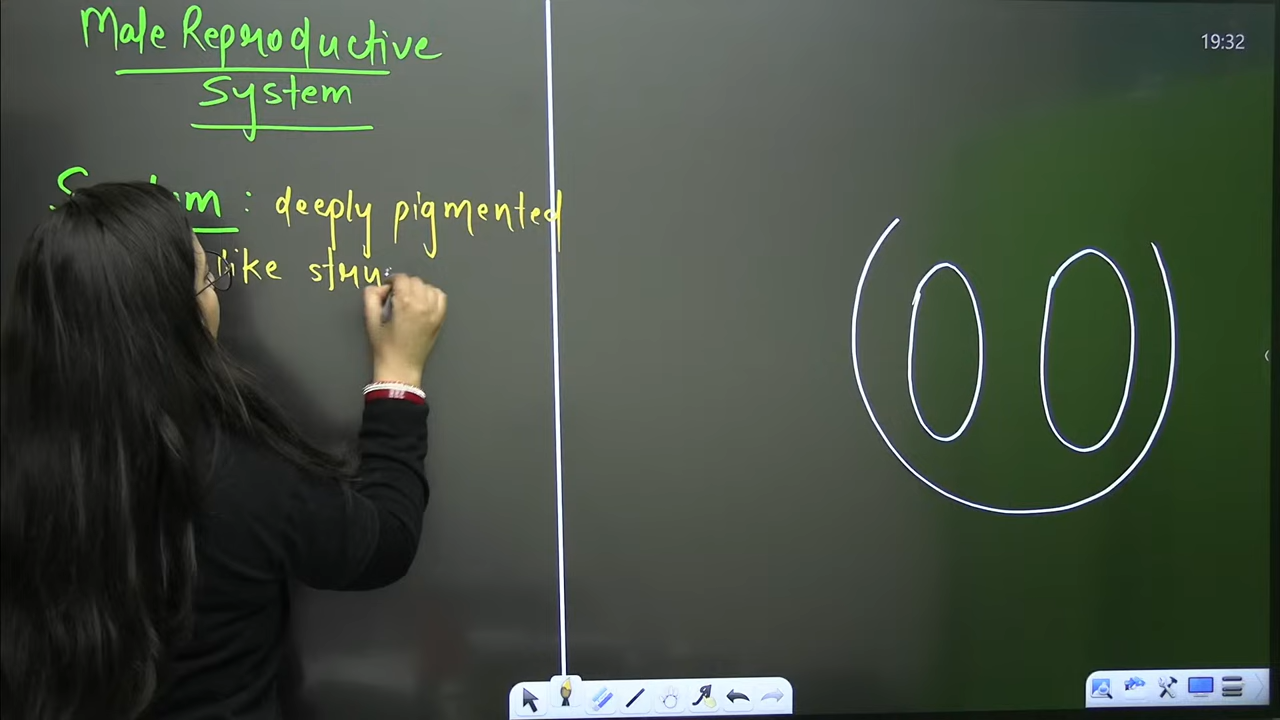 Male Reproductive
System
: deeply pigmented
like stru
19:32